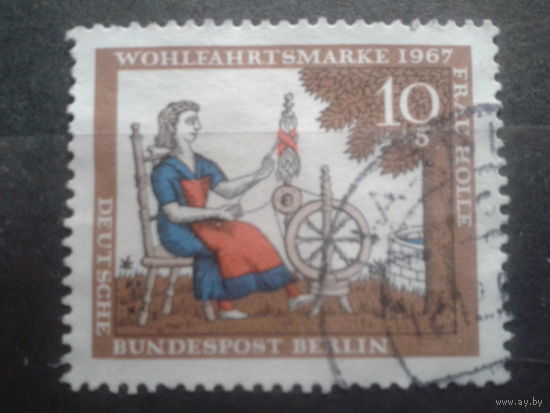 WOHLFAHRTSMARKE 1967
FRAU HOLLE
10
+5
DEUTSCHE
BUNDESPOST BERLIN
www.ay.by